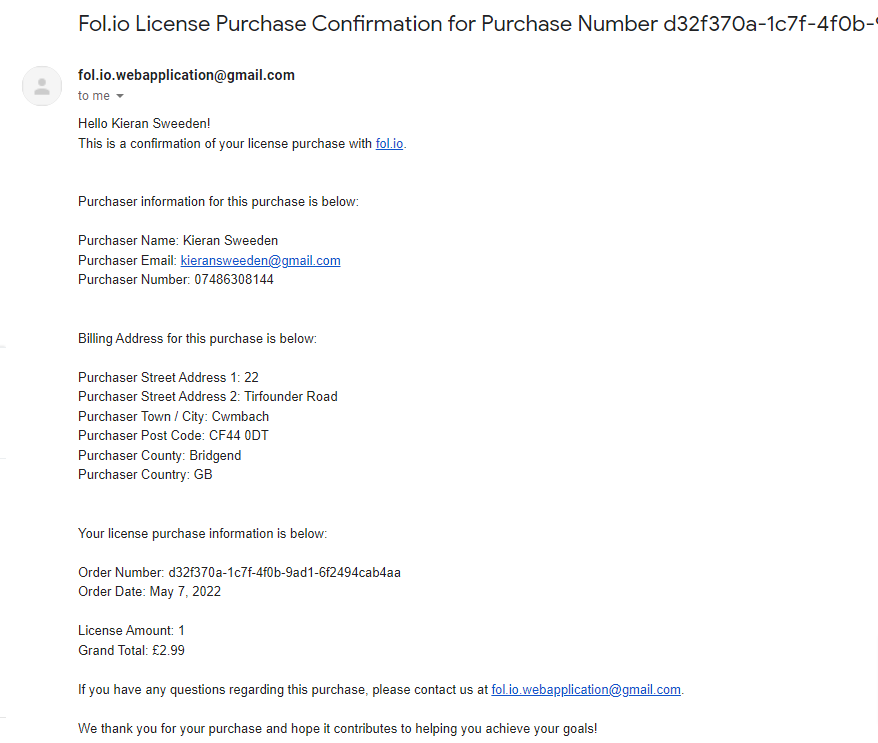 Fol.io License Purchase Confirmation for Purchase Number d32f370a-1c7f-4f0b-
fol.io.webapplication@gmail.com
to me
Hello Kieran Sweeden!
This is a confirmation of your license purchase with fol.io.
Purchaser information for this purchase is below:
Purchaser Name: Kieran Sweeden
Purchaser Email: kieransweeden@gmail.com
Purchaser Number: 07486308144
Billing Address for this purchase is below:
Purchaser Street Address 1: 22
Purchaser Street Address 2: Tirfounder Road
Purchaser Town / City: Cwmbach
Purchaser Post Code: CF44 0DT
Purchaser County: Bridgend
Purchaser Country: GB
Your license purchase information is below:
Order Number: d32f370a-1c7f-4f0b-9ad1-6f2494cab4aa
Order Date: May 7, 2022
License Amount: 1
Grand Total: £2.99
If you have any questions regarding this purchase, please contact us at fol.io.webapplication@gmail.com.
We thank you for your purchase and hope it contributes to helping you achieve your goals!